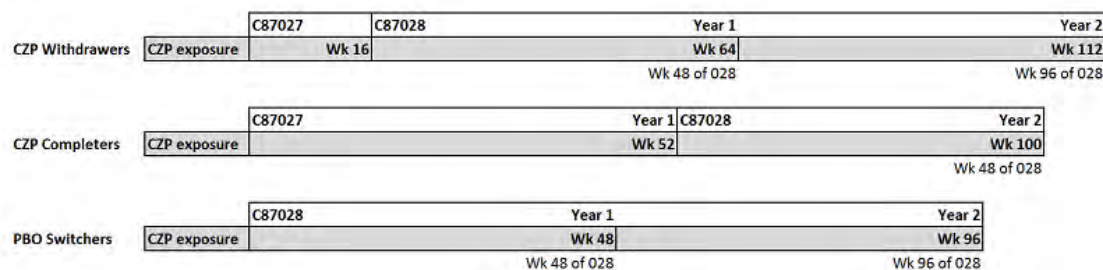 C87027 C87028 Year 1 Year 2
CZP Withdrawers CZP exposure Wk 16 Wk 64 Wk 112
Wk 48 of 028 Wk 96 of 028
C87027 Year 1 C87028 Year 2
CZP Completers CZP exposure Wk 52 Wk 100
Wk 48 of 028
C87028 Year 1 Year 2
PBO Switchers CZP exposure Wk 48 Wk 96
Wk 48 of 028 Wk 96 of 028